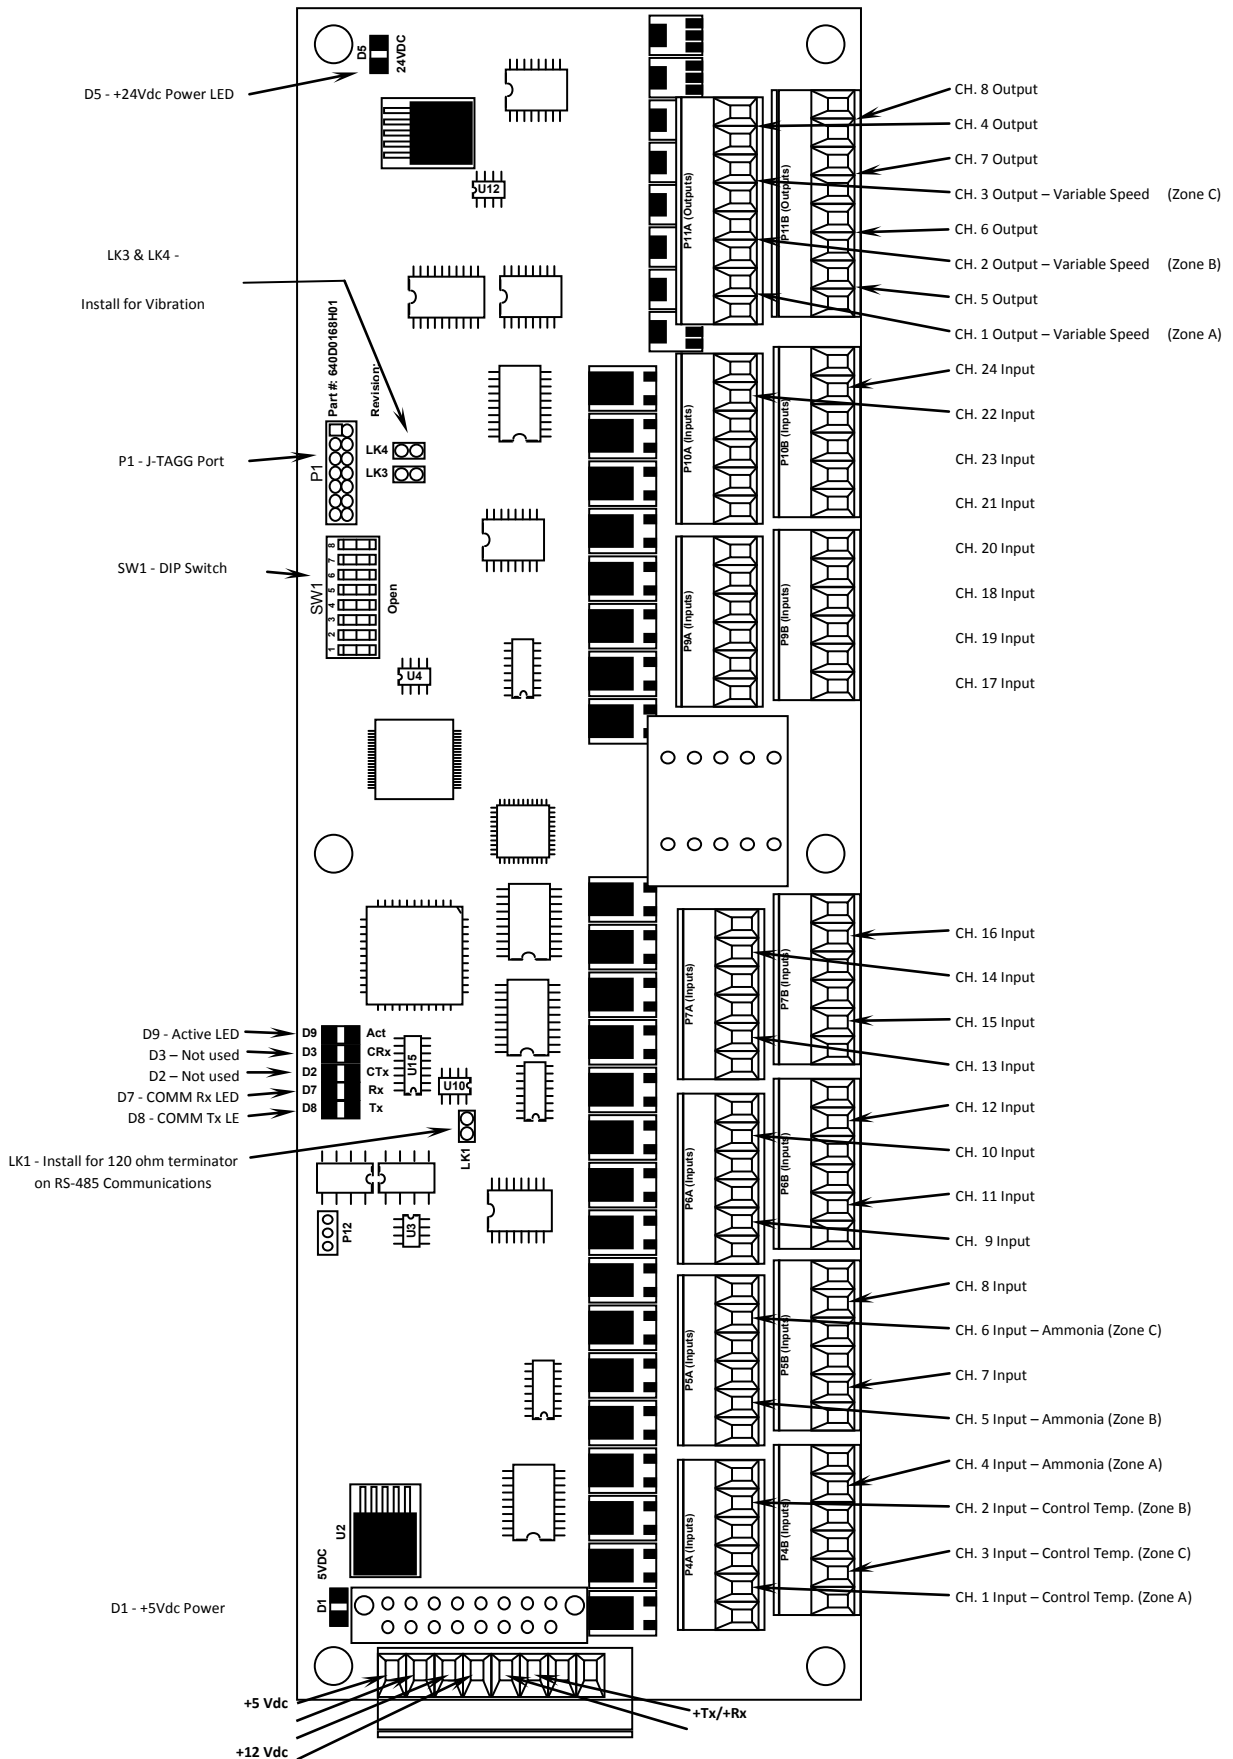 D5
24VDC
D5 - +24Vdc Power LED
U12
LK3 & LK4 -
Install for Vibration
Part #: 640D0168H01
Revision:
LK4
LK3
P1 - J-TAGG Port
P1
SW1 - DIP Switch
SW1
8
7
6
5
4
3
2
1
Open
U4
D9 - Active LED
D3 – Not used
D2 – Not used
D7 - COMM Rx LED
D8 - COMM Tx LE
D9
Act
D3
CRx
D2
CTx
D7
Rx
D8
Tx
U15
U10
LK1
LK1 - Install for 120 ohm terminator
on RS-485 Communications
P12
U3
U2
5VDC
D1
D1 - +5Vdc Power
+5 Vdc
+12 Vdc
+Tx/+Rx
P11A (Outputs)
P11B (Outputs)
P10A (Inputs)
P10B (Inputs)
P9A (Inputs)
P9B (Inputs)
P7A (Inputs)
P7B (Inputs)
P6A (Inputs)
P6B (Inputs)
P5A (Inputs)
P5B (Inputs)
P4A (Inputs)
P4B (Inputs)
CH. 8 Output
CH. 4 Output
CH. 7 Output
CH. 3 Output – Variable Speed (Zone C)
CH. 6 Output
CH. 2 Output – Variable Speed (Zone B)
CH. 5 Output
CH. 1 Output – Variable Speed (Zone A)
CH. 24 Input
CH. 22 Input
CH. 23 Input
CH. 21 Input
CH. 20 Input
CH. 18 Input
CH. 19 Input
CH. 17 Input
CH. 16 Input
CH. 14 Input
CH. 15 Input
CH. 13 Input
CH. 12 Input
CH. 10 Input
CH. 11 Input
CH. 9 Input
CH. 8 Input
CH. 6 Input – Ammonia (Zone C)
CH. 7 Input
CH. 5 Input – Ammonia (Zone B)
CH. 4 Input – Ammonia (Zone A)
CH. 2 Input – Control Temp. (Zone B)
CH. 3 Input – Control Temp. (Zone C)
CH. 1 Input – Control Temp. (Zone A)